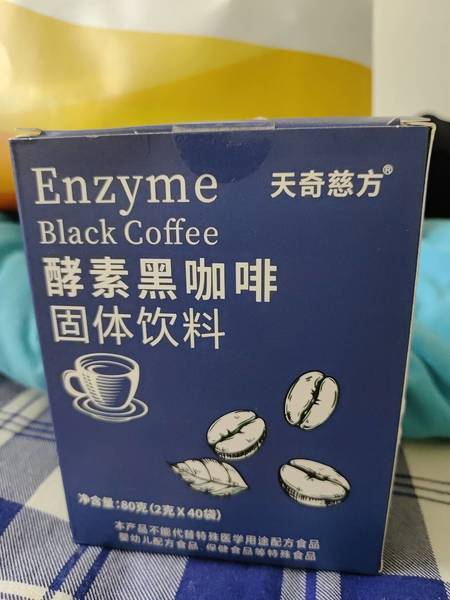 Enzyme
天奇慈方®
Black Coffee
酵素黑咖啡
固体饮料
净含量:80克(2克X40袋)
本产品不能代替特殊医学用途配方食品
婴幼儿配方食品、保健食品等特殊食品